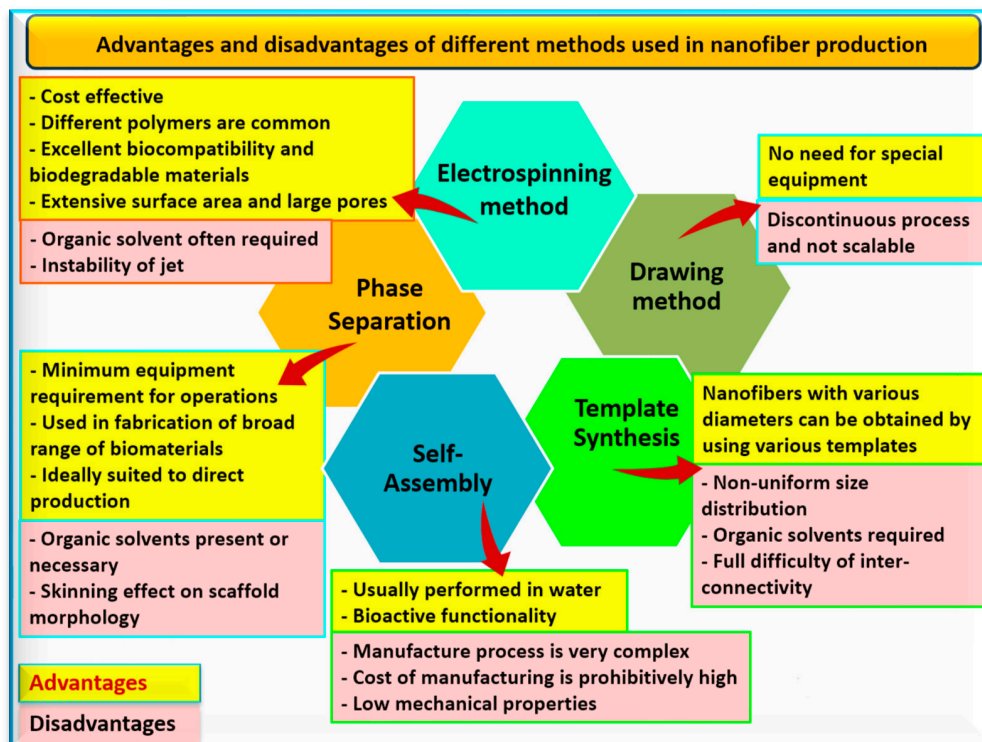 Advantages and disadvantages of different methods used in nanofiber production
- Cost effective
- Different polymers are common
- Excellent biocompatibility and
biodegradable materials
- Extensive surface area and large pores
- Organic solvent often required
- Instability of jet
Electrospinning
method
No need for special
equipment
Discontinuous process
and not scalable
Drawing
method
Phase
Separation
- Minimum equipment
requirement for operations
- Used in fabrication of broad
range of biomaterials
- Ideally suited to direct
production
- Organic solvents present or
necessary
- Skinning effect on scaffold
morphology
Self-
Assembly
Template
Synthesis
Nanofibers with various
diameters can be obtained by
using various templates
- Non-uniform size
distribution
- Organic solvents required
- Full difficulty of inter-
connectivity
- Usually performed in water
- Bioactive functionality
- Manufacture process is very complex
- Cost of manufacturing is prohibitively high
- Low mechanical properties
Advantages
Disadvantages